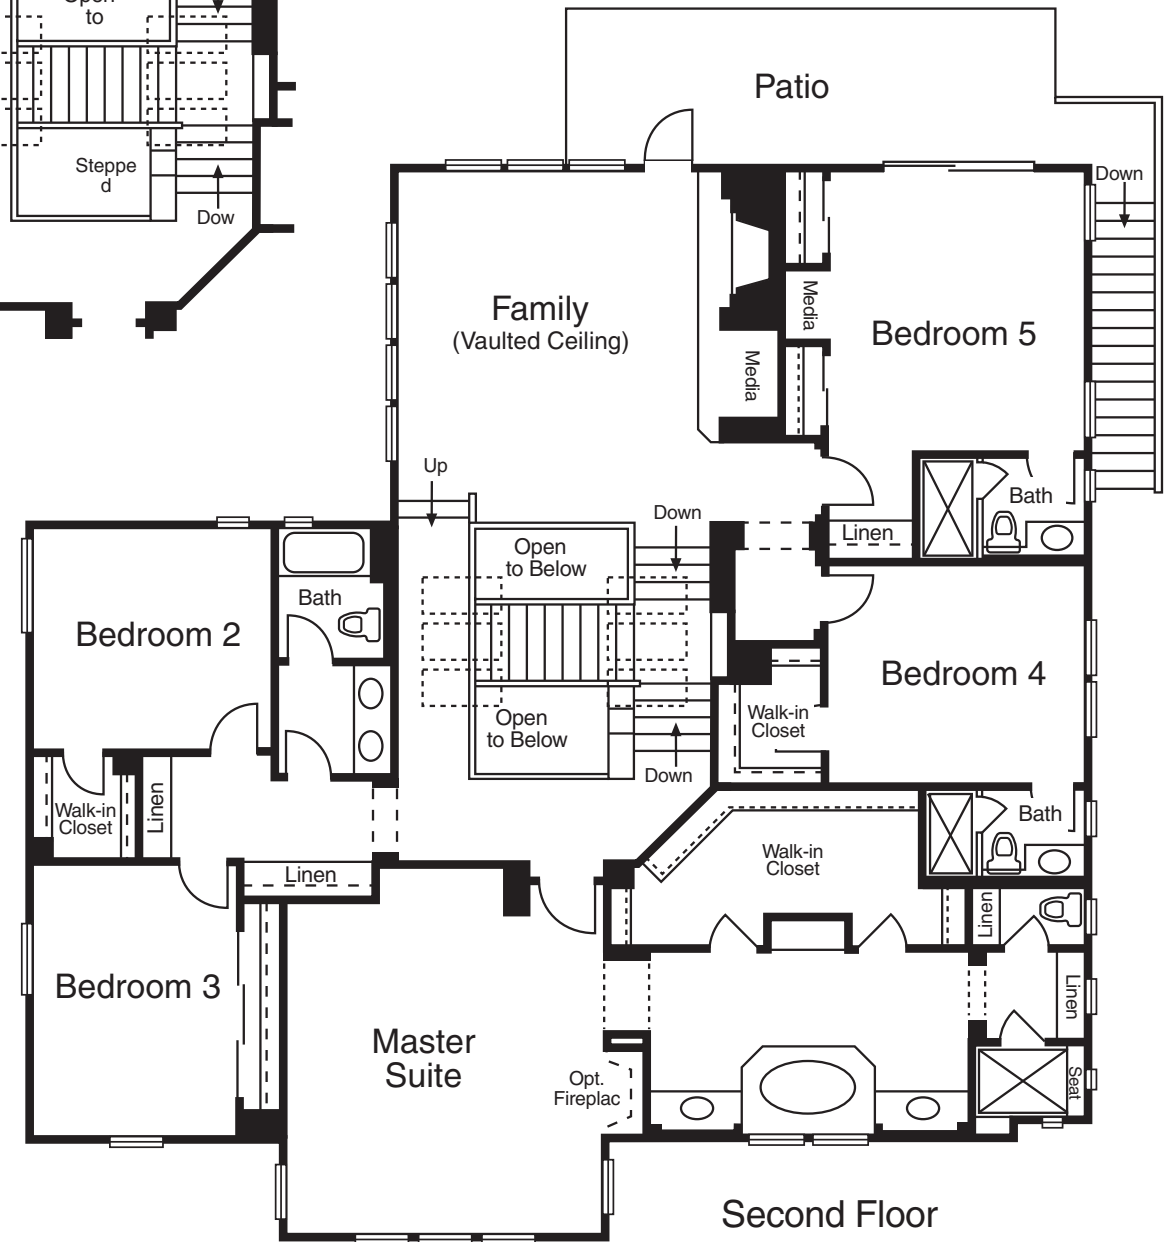 Open
to
Steppe
d
Dow
Patio
Down
Family
(Vaulted Ceiling)
Media
Media
Bedroom 5
Up
Down
Bath
Linen
Open
to Below
Bath
Bedroom 2
Bedroom 4
Open
to Below
Walk-in
Closet
Down
Walk-in
Closet
Linen
Bath
Walk-in
Closet
Linen
Linen
Bedroom 3
Linen
Master
Suite
Opt.
Fireplac
Seat
Second Floor